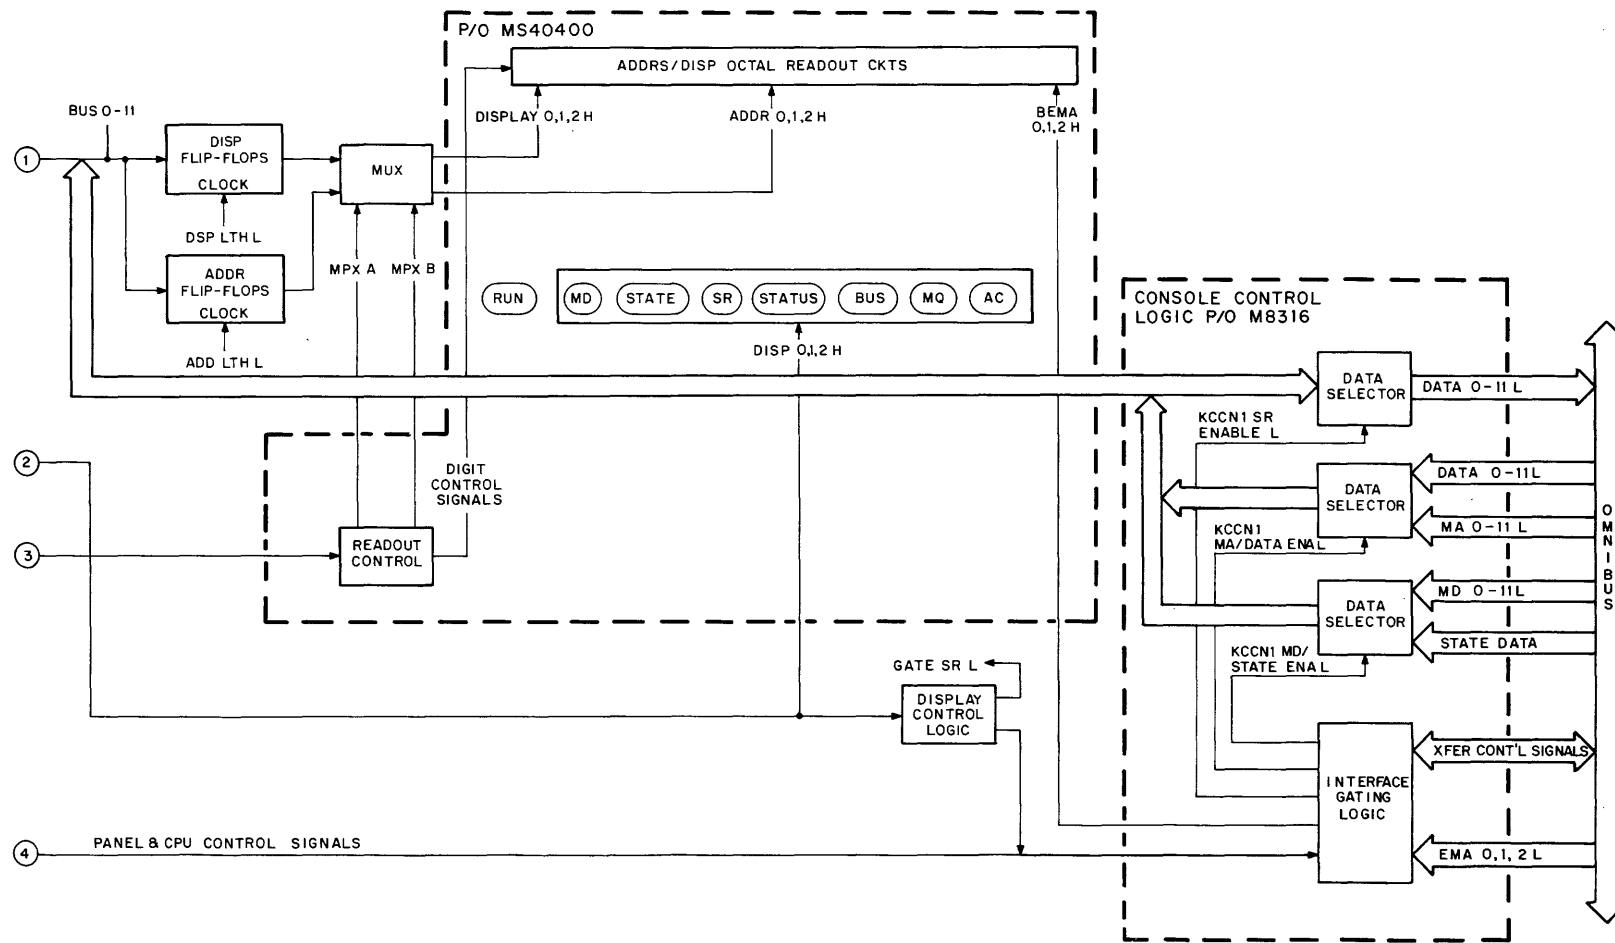 P/O MS40400
ADDRS/DISP OCTAL READOUT CKTS
BUS 0-11
DISPLAY 0,1,2 H
ADDR 0,1,2 H
BEMA
0,1,2 H
1
DISP
FLIP-FLOPS
CLOCK
MUX
DSP LTH L
ADDR
FLIP-FLOPS
CLOCK
ADD LTH L
MPX A
MPX B
RUN
MD
STATE
SR
STATUS
BUS
MQ
AC
DISP 0,1,2 H
CONSOLE CONTROL
LOGIC P/O M8316
DATA
SELECTOR
DATA 0-11 L
KCCN1 SR
ENABLE L
2
DIGIT
CONTROL
SIGNALS
DATA
SELECTOR
DATA 0-11L
MA 0-11 L
KCCN1
MA/DATA ENA L
3
READOUT
CONTROL
DATA
SELECTOR
MD 0-11L
STATE DATA
KCCN1 MD/
STATE ENA L
OMNIBUS
GATE SR L
DISPLAY
CONTROL
LOGIC
INTERFACE
GATING
LOGIC
XFER CONT'L SIGNALS
4
PANEL & CPU CONTROL SIGNALS
EMA 0,1,2 L